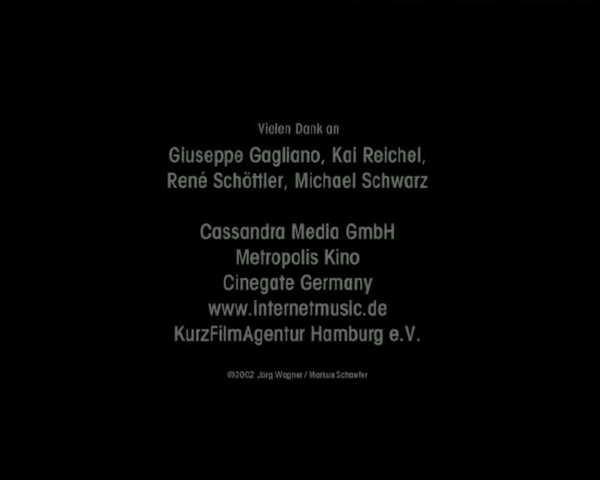 Vielen Dank an
Giuseppe Gagliano, Kai Reichel,
René Schöttler, Michael Schwarz
Cassandra Media GmbH
Metropolis Kino
Cinegate Germany
www.internetmusic.de
KurzFilmAgentur Hamburg e.V.
©2002 Jörg Wagner / Markus Schaefer